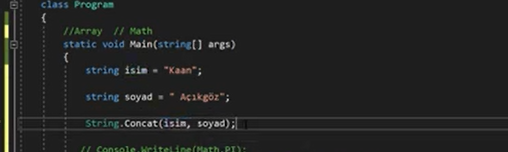 class Program
{
//Array // Math
static void Main(string[] args)
{
string isim = "Kaan";
string soyad = " Açıkgöz";
String.Concat(isim, soyad);
// Console.WriteLine(Math.PI);